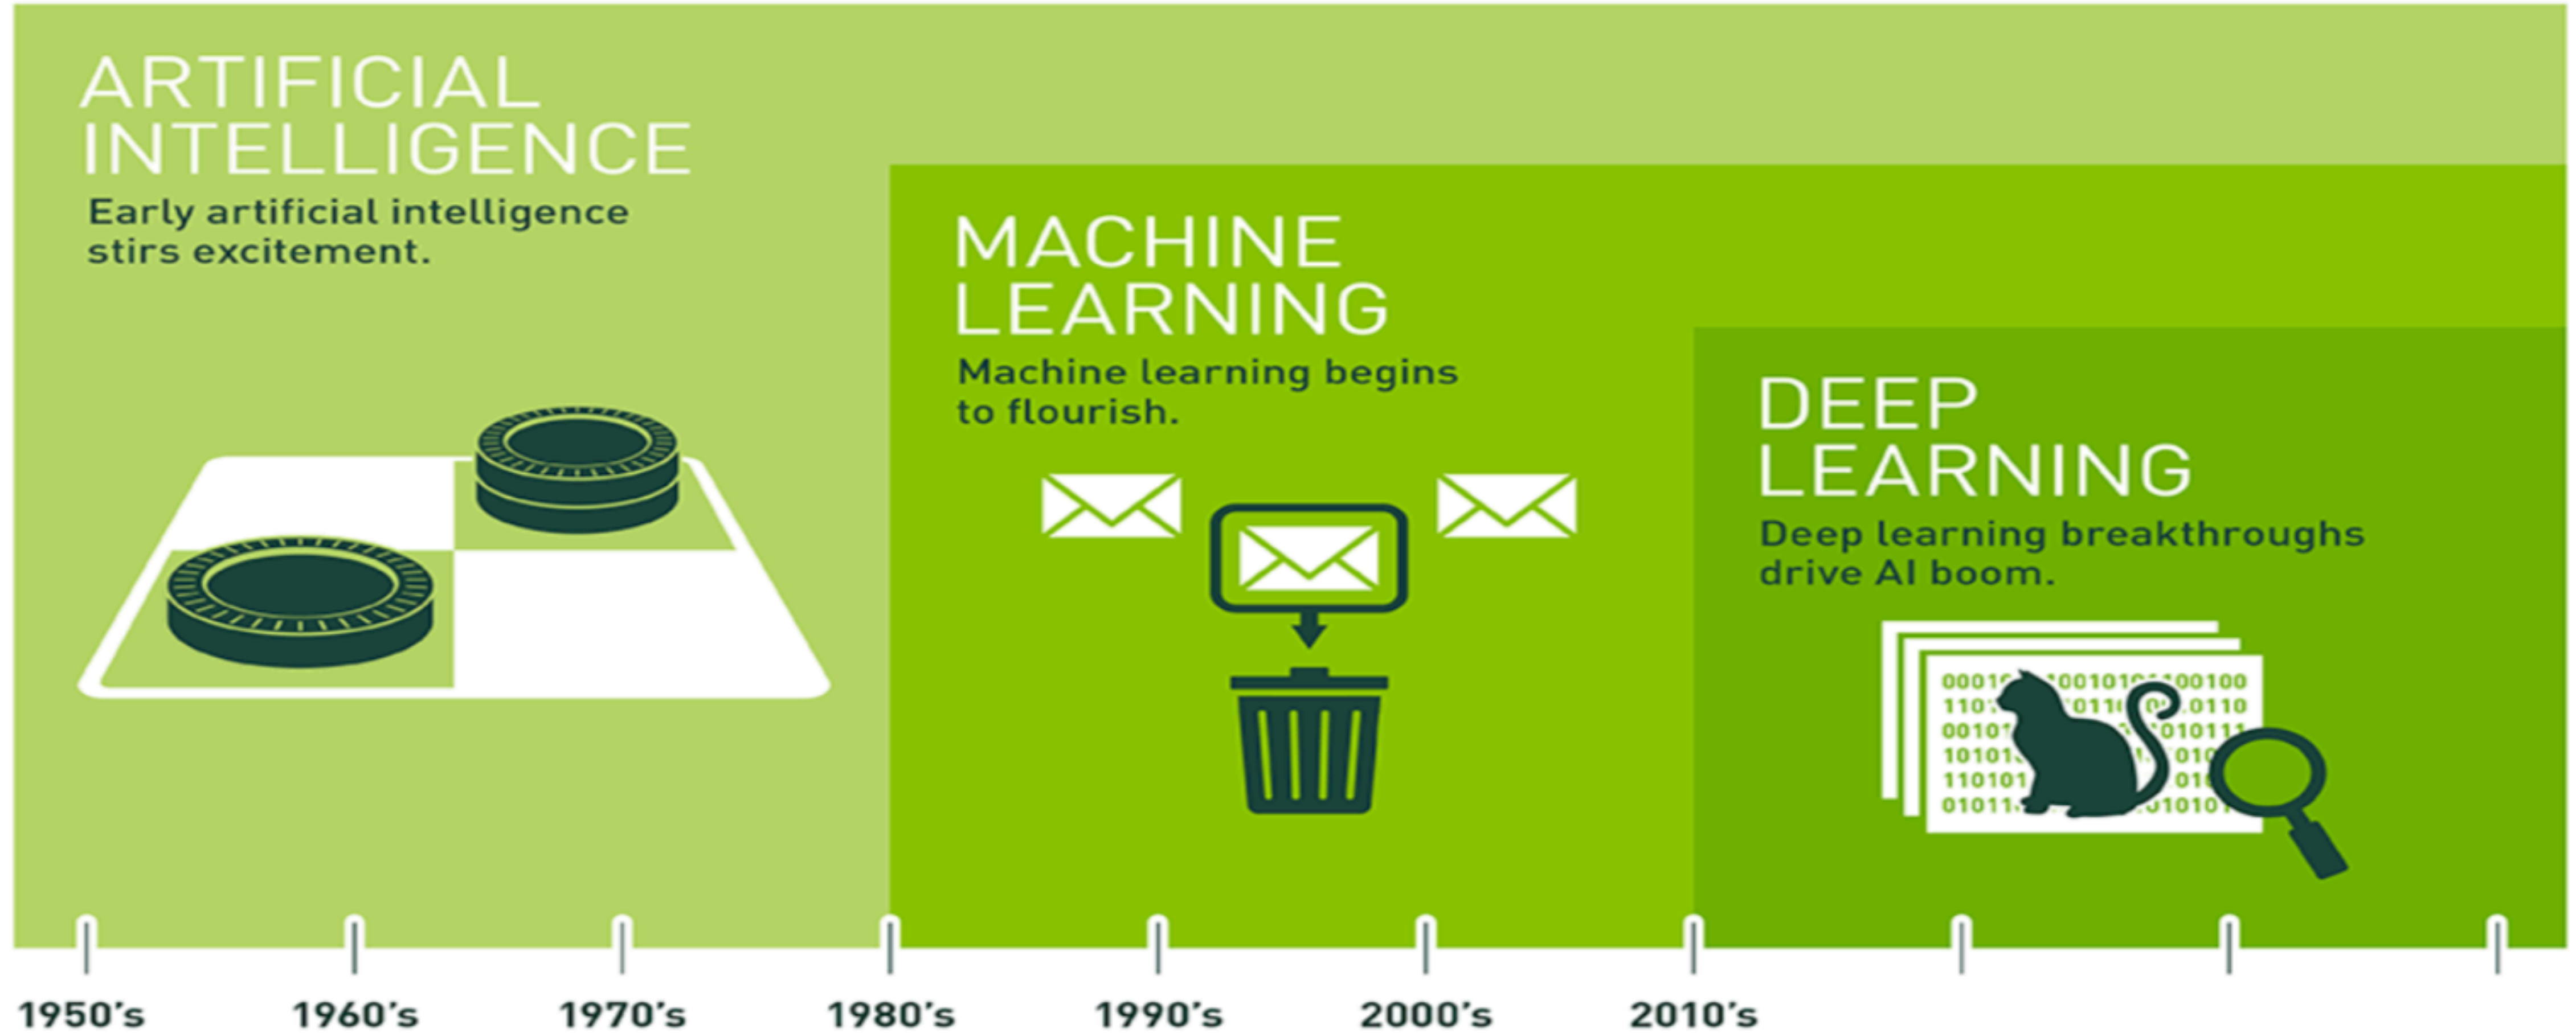 ARTIFICIAL
INTELLIGENCE
Early artificial intelligence
stirs excitement.
MACHINE
LEARNING
Machine learning begins
to flourish.
DEEP
LEARNING
Deep learning breakthroughs
drive AI boom.
1950's 1960's 1970's 1980's 1990's 2000's 2010's